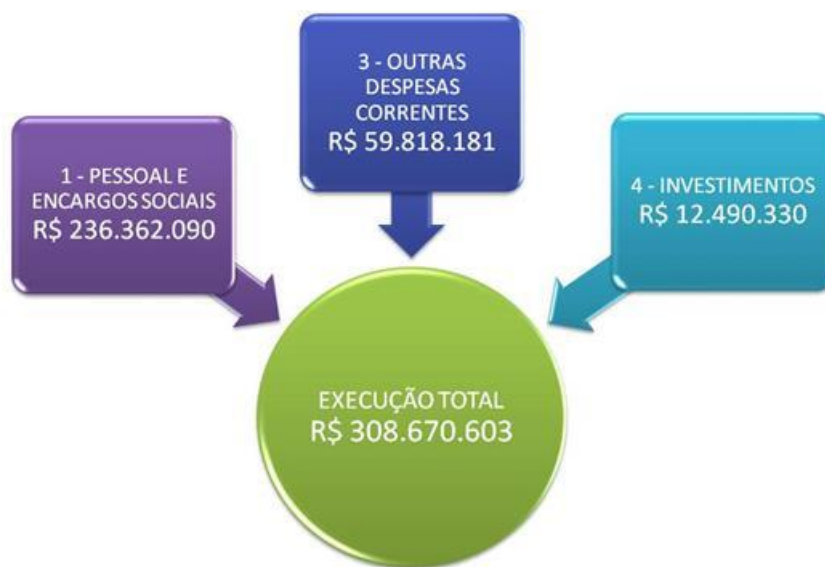 3 - OUTRAS
DESPESAS
CORRENTES
R$ 59.818.181
1 - PESSOAL E
ENCARGOS SOCIAIS
R$ 236.362.090
4 - INVESTIMENTOS
R$ 12.490.330
EXECUÇÃO TOTAL
R$ 308.670.603